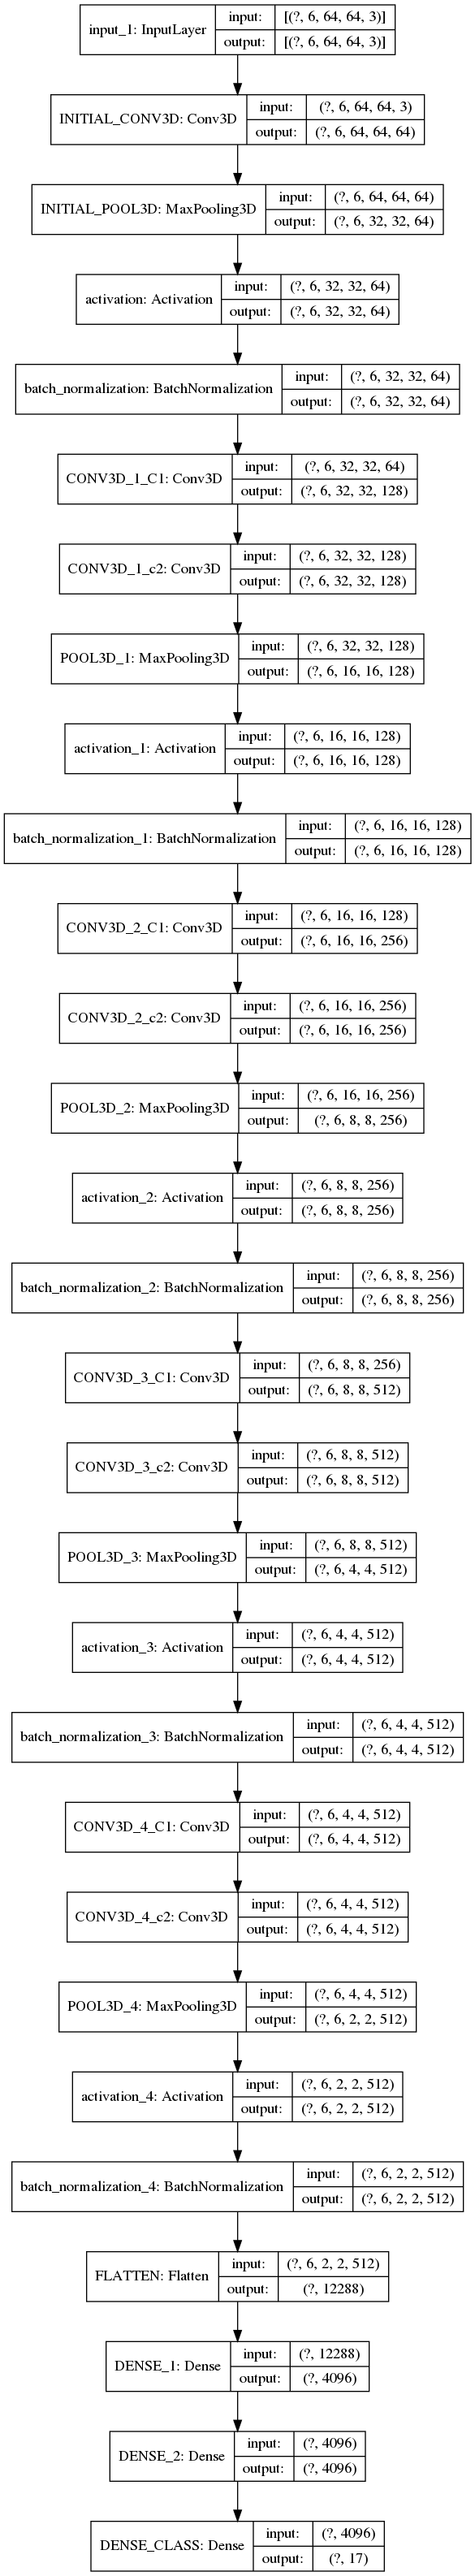 input_1: InputLayer
input: [(?, 6, 64, 64, 3)]
output: [(?, 6, 64, 64, 3)]
INITIAL_CONV3D: Conv3D
input: (?, 6, 64, 64, 3)
output: (?, 6, 64, 64, 64)
INITIAL_POOL3D: MaxPooling3D
input: (?, 6, 64, 64, 64)
output: (?, 6, 32, 32, 64)
activation: Activation
input: (?, 6, 32, 32, 64)
output: (?, 6, 32, 32, 64)
batch_normalization: BatchNormalization
input: (?, 6, 32, 32, 64)
output: (?, 6, 32, 32, 64)
CONV3D_1_C1: Conv3D
input: (?, 6, 32, 32, 64)
output: (?, 6, 32, 32, 128)
CONV3D_1_c2: Conv3D
input: (?, 6, 32, 32, 128)
output: (?, 6, 32, 32, 128)
POOL3D_1: MaxPooling3D
input: (?, 6, 32, 32, 128)
output: (?, 6, 16, 16, 128)
activation_1: Activation
input: (?, 6, 16, 16, 128)
output: (?, 6, 16, 16, 128)
batch_normalization_1: BatchNormalization
input: (?, 6, 16, 16, 128)
output: (?, 6, 16, 16, 128)
CONV3D_2_C1: Conv3D
input: (?, 6, 16, 16, 128)
output: (?, 6, 16, 16, 256)
CONV3D_2_c2: Conv3D
input: (?, 6, 16, 16, 256)
output: (?, 6, 16, 16, 256)
POOL3D_2: MaxPooling3D
input: (?, 6, 16, 16, 256)
output: (?, 6, 8, 8, 256)
activation_2: Activation
input: (?, 6, 8, 8, 256)
output: (?, 6, 8, 8, 256)
batch_normalization_2: BatchNormalization
input: (?, 6, 8, 8, 256)
output: (?, 6, 8, 8, 256)
CONV3D_3_C1: Conv3D
input: (?, 6, 8, 8, 256)
output: (?, 6, 8, 8, 512)
CONV3D_3_c2: Conv3D
input: (?, 6, 8, 8, 512)
output: (?, 6, 8, 8, 512)
POOL3D_3: MaxPooling3D
input: (?, 6, 8, 8, 512)
output: (?, 6, 4, 4, 512)
activation_3: Activation
input: (?, 6, 4, 4, 512)
output: (?, 6, 4, 4, 512)
batch_normalization_3: BatchNormalization
input: (?, 6, 4, 4, 512)
output: (?, 6, 4, 4, 512)
CONV3D_4_C1: Conv3D
input: (?, 6, 4, 4, 512)
output: (?, 6, 4, 4, 512)
CONV3D_4_c2: Conv3D
input: (?, 6, 4, 4, 512)
output: (?, 6, 4, 4, 512)
POOL3D_4: MaxPooling3D
input: (?, 6, 4, 4, 512)
output: (?, 6, 2, 2, 512)
activation_4: Activation
input: (?, 6, 2, 2, 512)
output: (?, 6, 2, 2, 512)
batch_normalization_4: BatchNormalization
input: (?, 6, 2, 2, 512)
output: (?, 6, 2, 2, 512)
FLATTEN: Flatten
input: (?, 6, 2, 2, 512)
output: (?, 12288)
DENSE_1: Dense
input: (?, 12288)
output: (?, 4096)
DENSE_2: Dense
input: (?, 4096)
output: (?, 4096)
DENSE_CLASS: Dense
input: (?, 4096)
output: (?, 17)